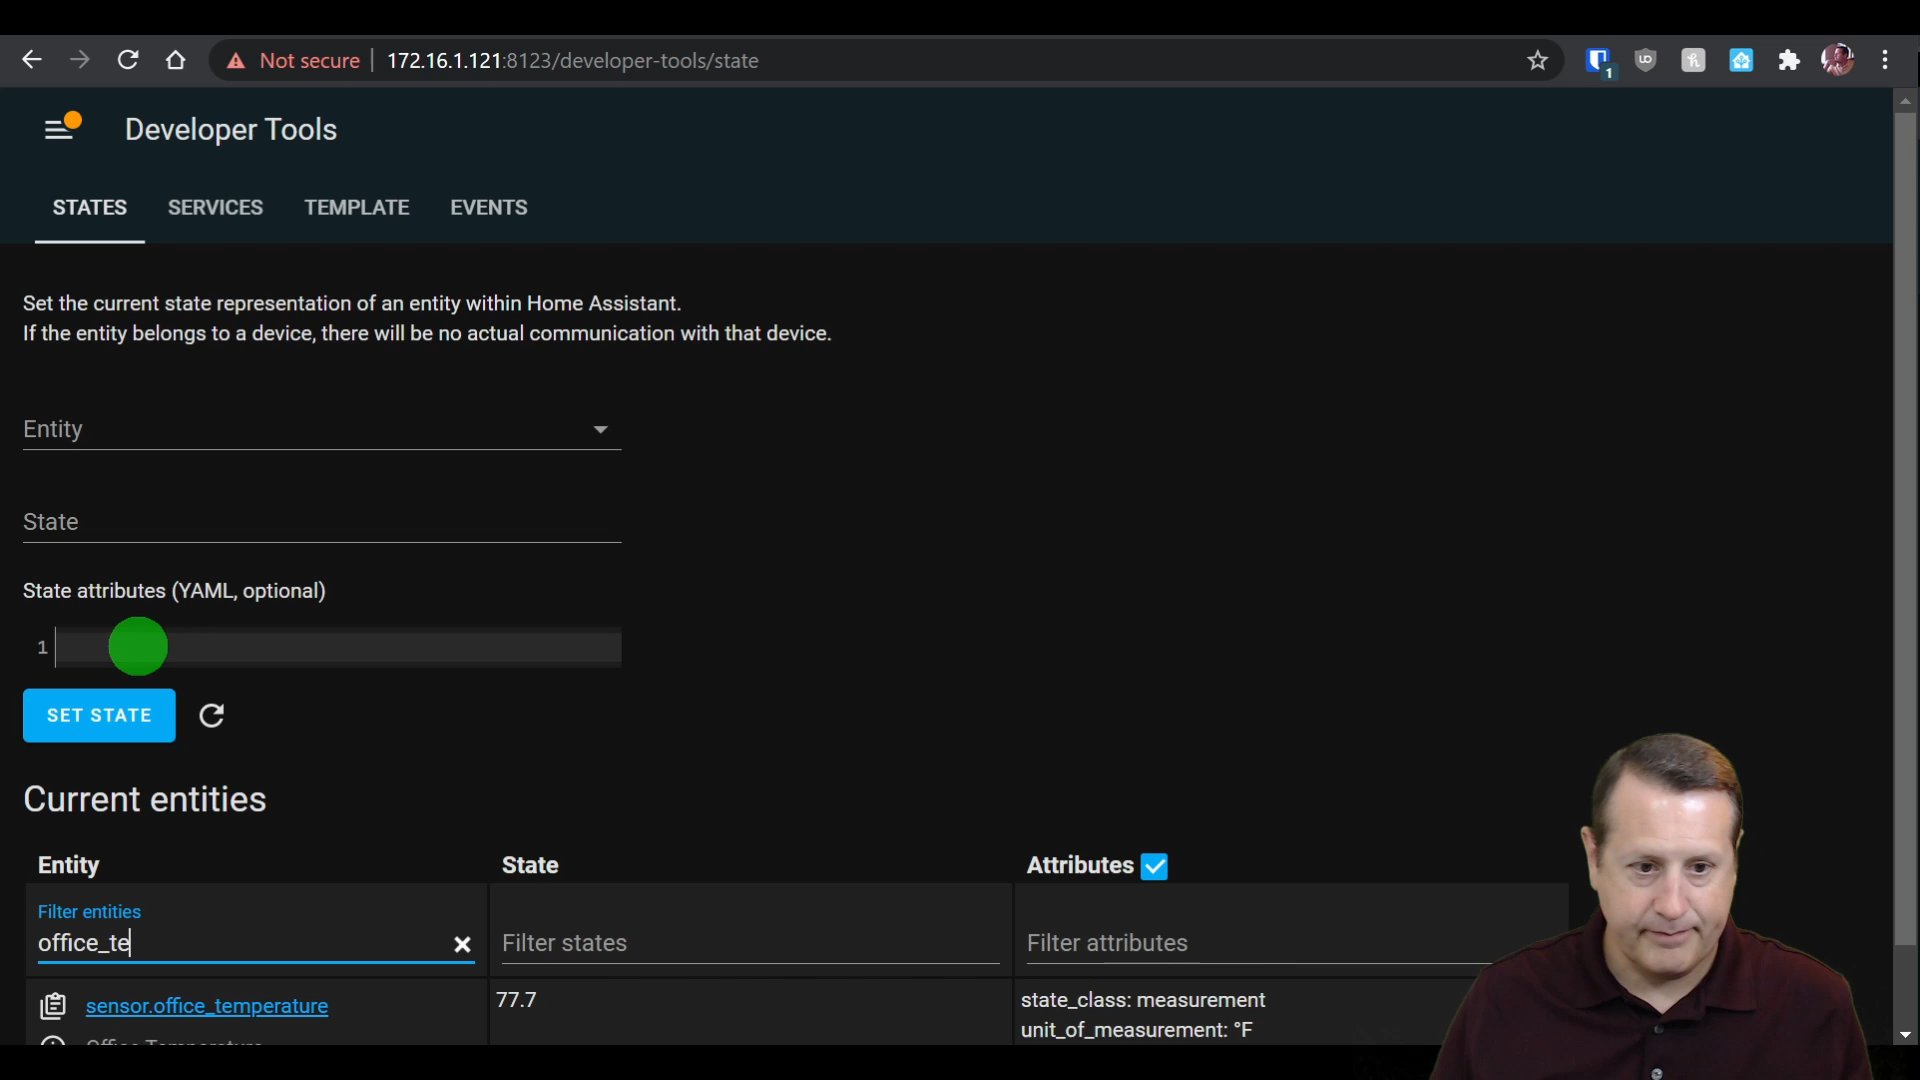 Not secure
172.16.1.121:8123/developer-tools/state
1
Developer Tools
STATES SERVICES TEMPLATE EVENTS
Set the current state representation of an entity within Home Assistant.
If the entity belongs to a device, there will be no actual communication with that device.
Entity
State
State attributes (YAML, optional)
1
SET STATE
Current entities
Entity State Attributes
Filter entities
office_te
Filter states
Filter attributes
sensor.office_temperature
77.7
state_class: measurement
unit_of_measurement: °F
Office Temperature